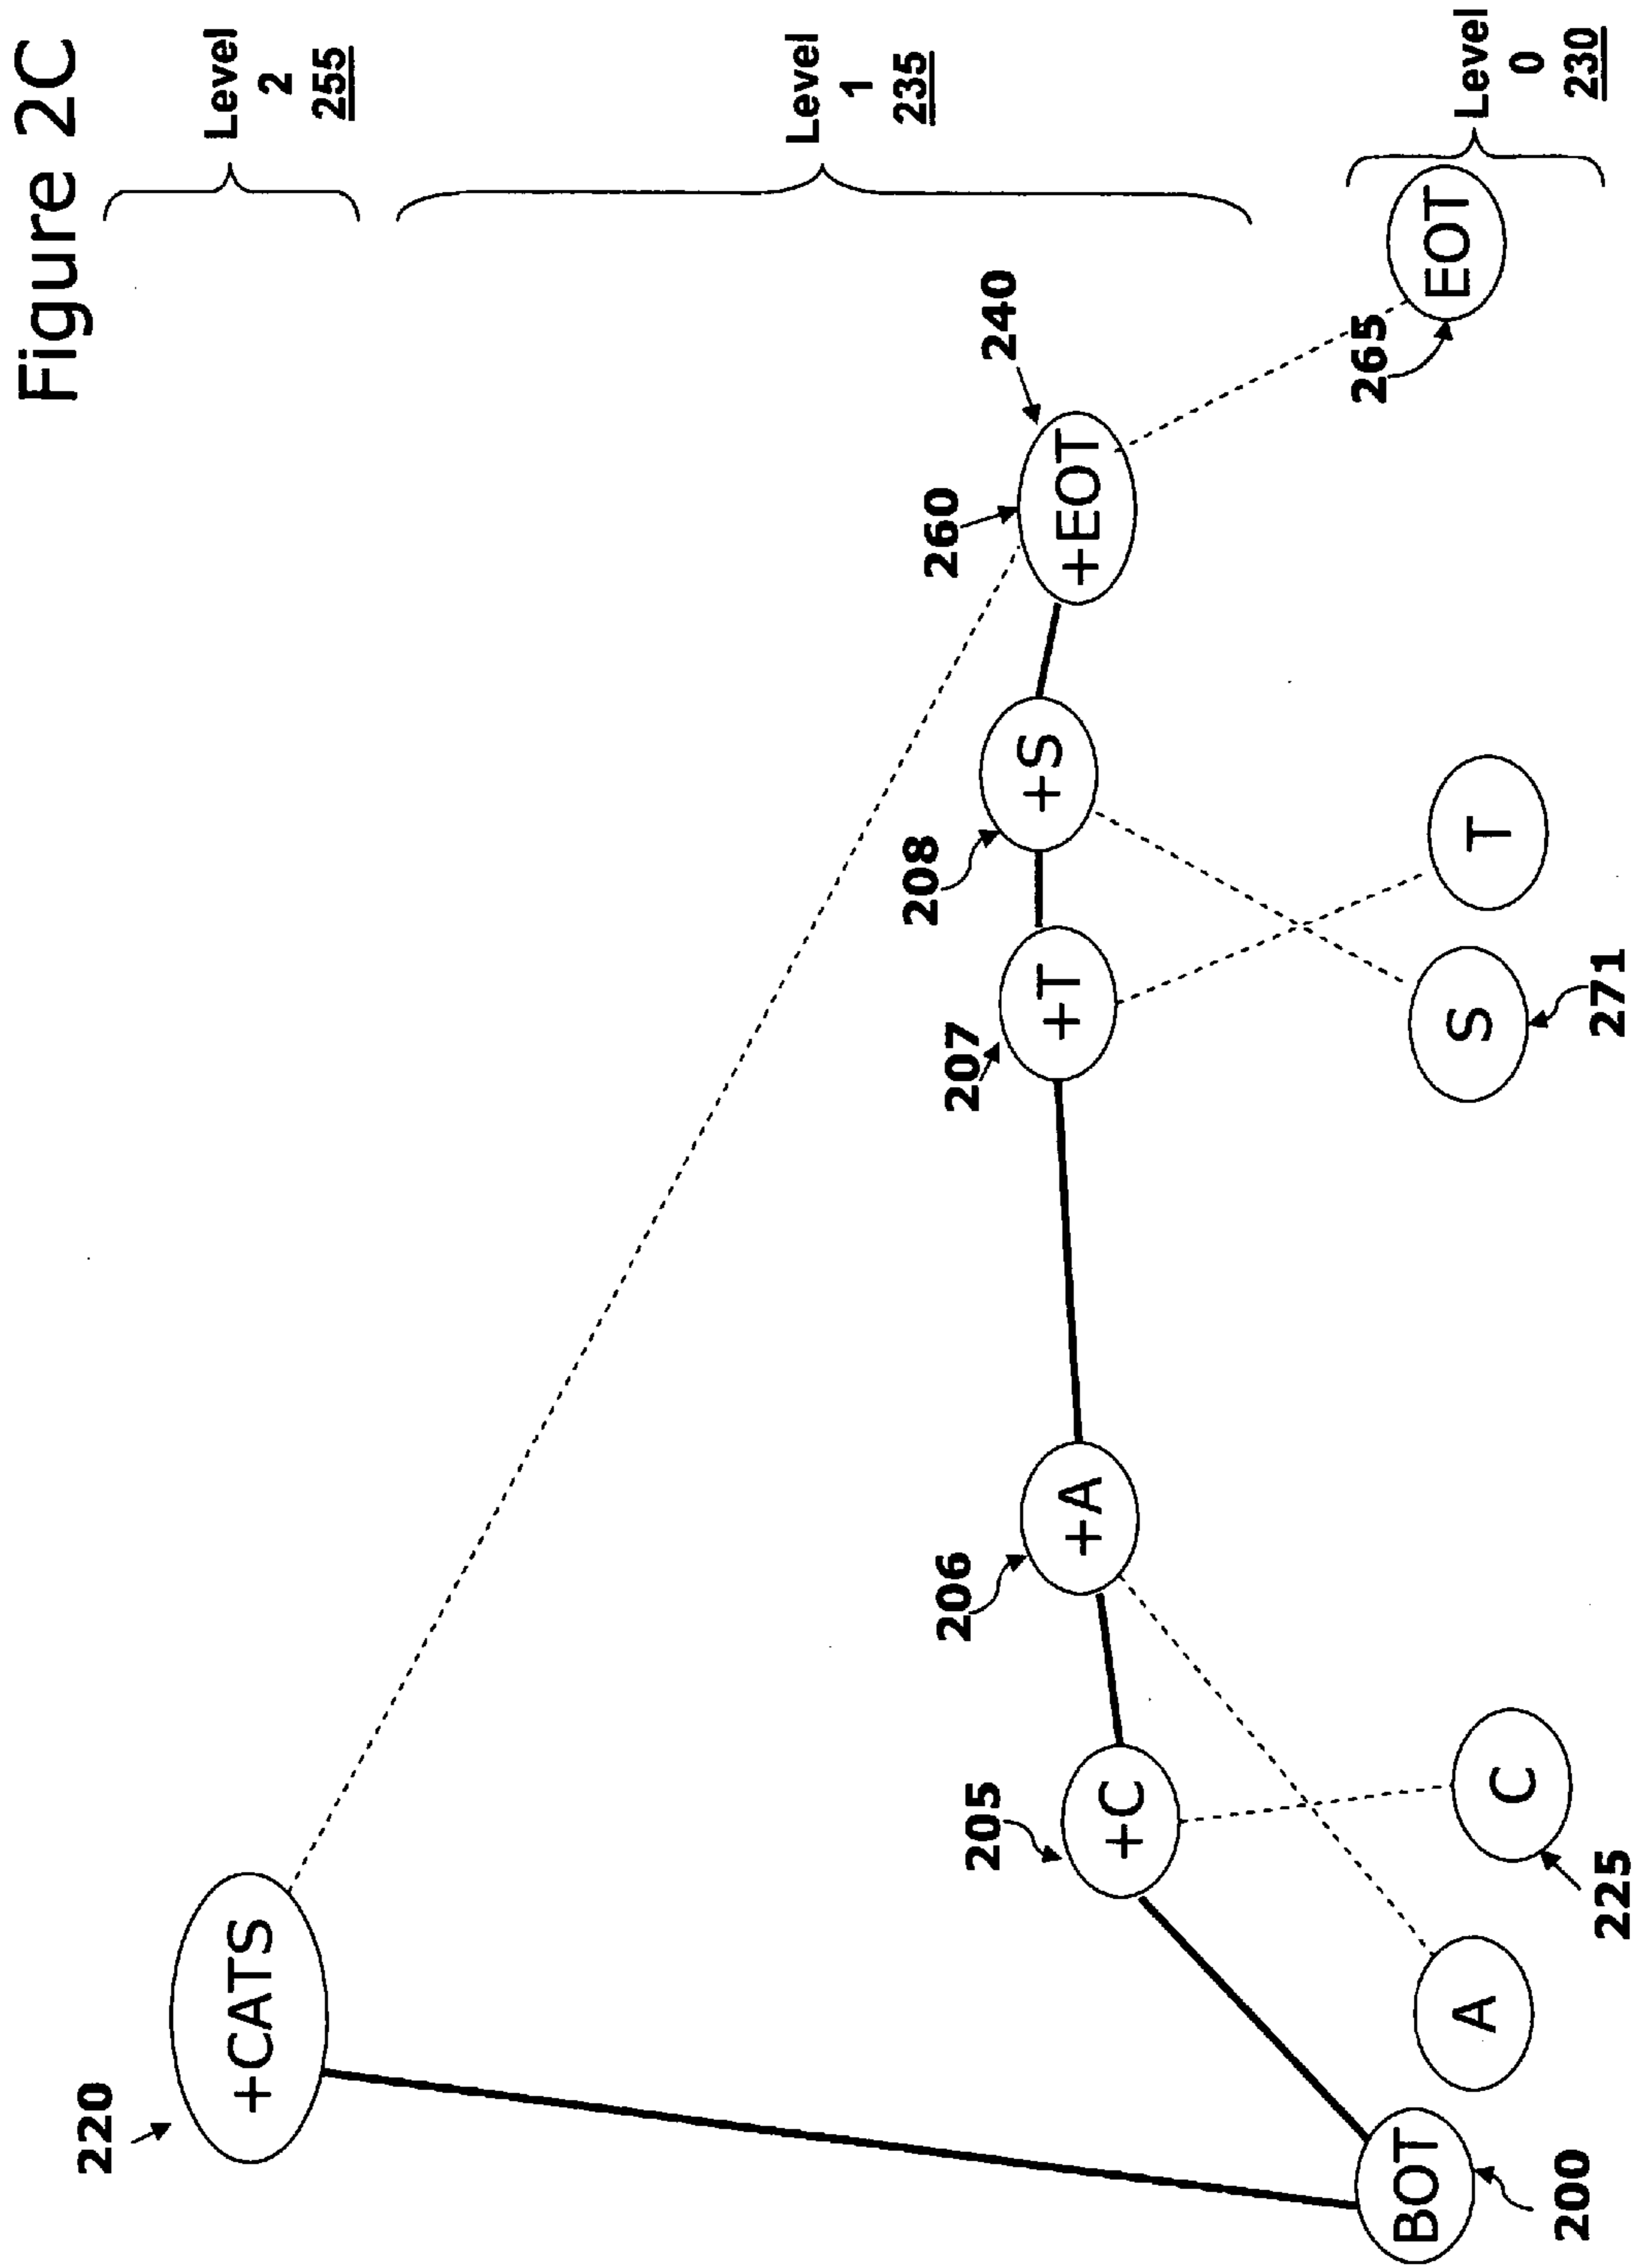 Figure 2C
Level
2
255
220
+CATS
Level
1
235
240
260
+EOT
208
+S
207
+T
206
+A
205
+C
Level
0
230
EOT
265
T
S
271
C
225
A
BOT
200